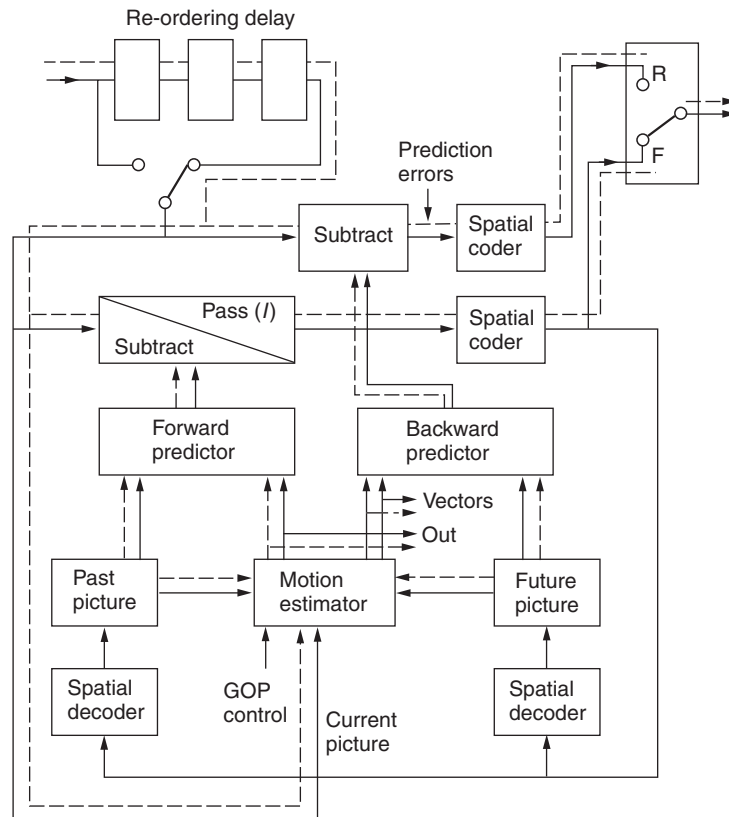 Re-ordering delay
R
F
Prediction
errors
Subtract
Spatial
coder
Pass (I)
Subtract
Spatial
coder
Forward
predictor
Backward
predictor
Vectors
Out
Past
picture
Motion
estimator
Future
picture
Spatial
decoder
GOP
control
Current
picture
Spatial
decoder